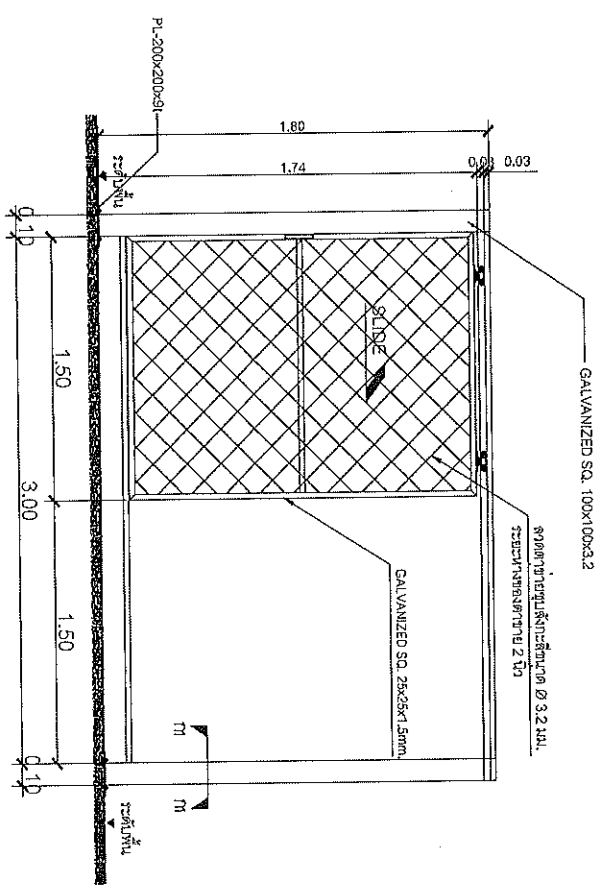 GALVANIZED SQ. 100x100x3.2
ลวดตาข่ายชุบสังกะสีขนาด Ø 3.2 มม.
ระยะห่างของตาข่าย 2 นิ้ว
0.03 0.03
1.80
1.74
SLIDE
GALVANIZED SQ. 25x25x1.5mm.
E E
ระดับพื้น
ระดับพื้น
PL-200x200x9t
0.10 1.50 1.50 0.10
3.00